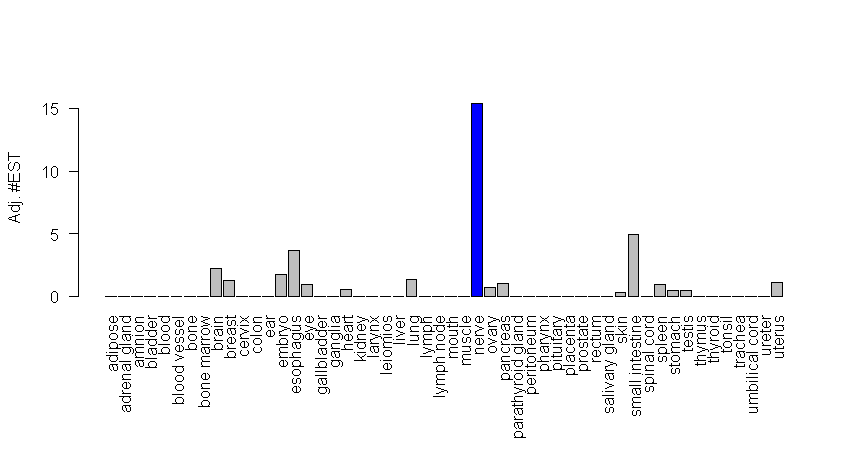 Adj. #EST
15
10
5
0
adipose
adrenal gland
amnion
bladder
blood
blood vessel
bone
bone marrow
brain
breast
cervix
colon
ear
embryo
esophagus
eye
gallbladder
ganglia
heart
kidney
larynx
leiomios
liver
lung
lymph
lymph node
mouth
muscle
nerve
ovary
pancreas
parathyroid gland
peritoneum
pharynx
pituitary
placenta
prostate
rectum
salivary gland
skin
small intestine
spinal cord
spleen
stomach
testis
thymus
thyroid
tonsil
trachea
umbilical cord
ureter
uterus